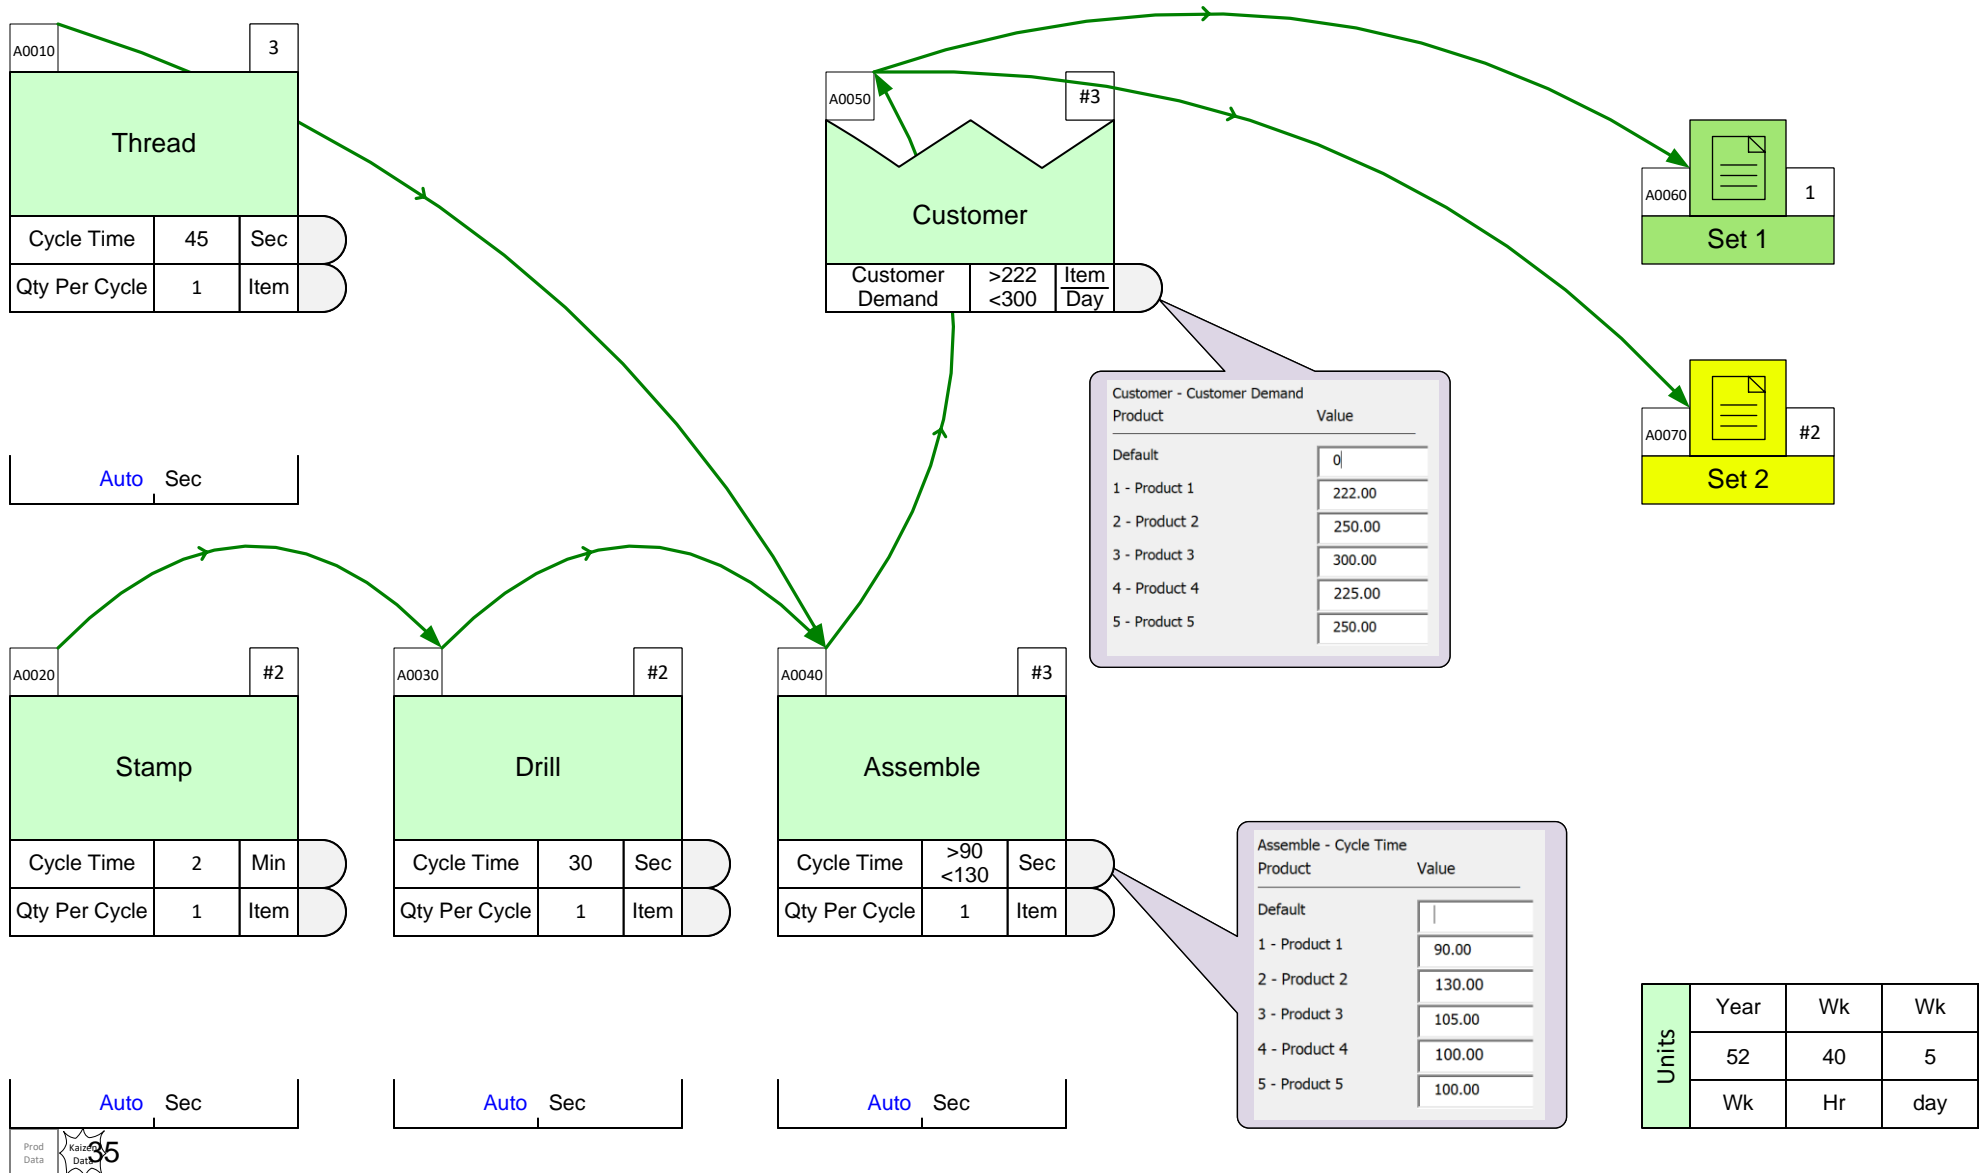 A0010
3
Thread
Cycle Time 45 Sec
Qty Per Cycle 1 Item
Auto Sec
A0050
#3
Customer
Customer Demand >222 <300 Item Day
Customer - Customer Demand
Product Value
Default 0
1 - Product 1 222.00
2 - Product 2 250.00
3 - Product 3 300.00
4 - Product 4 225.00
5 - Product 5 250.00
A0060
1
Set 1
A0070
#2
Set 2
A0020
#2
Stamp
Cycle Time 2 Min
Qty Per Cycle 1 Item
Auto Sec
A0030
#2
Drill
Cycle Time 30 Sec
Qty Per Cycle 1 Item
Auto Sec
A0040
#3
Assemble
Cycle Time >90 <130 Sec
Qty Per Cycle 1 Item
Auto Sec
Assemble - Cycle Time
Product Value
Default
1 - Product 1 90.00
2 - Product 2 130.00
3 - Product 3 105.00
4 - Product 4 100.00
5 - Product 5 100.00
Units
Year Wk Wk
52 40 5
Wk Hr day
Prod
Data
Kaizen
Data
35